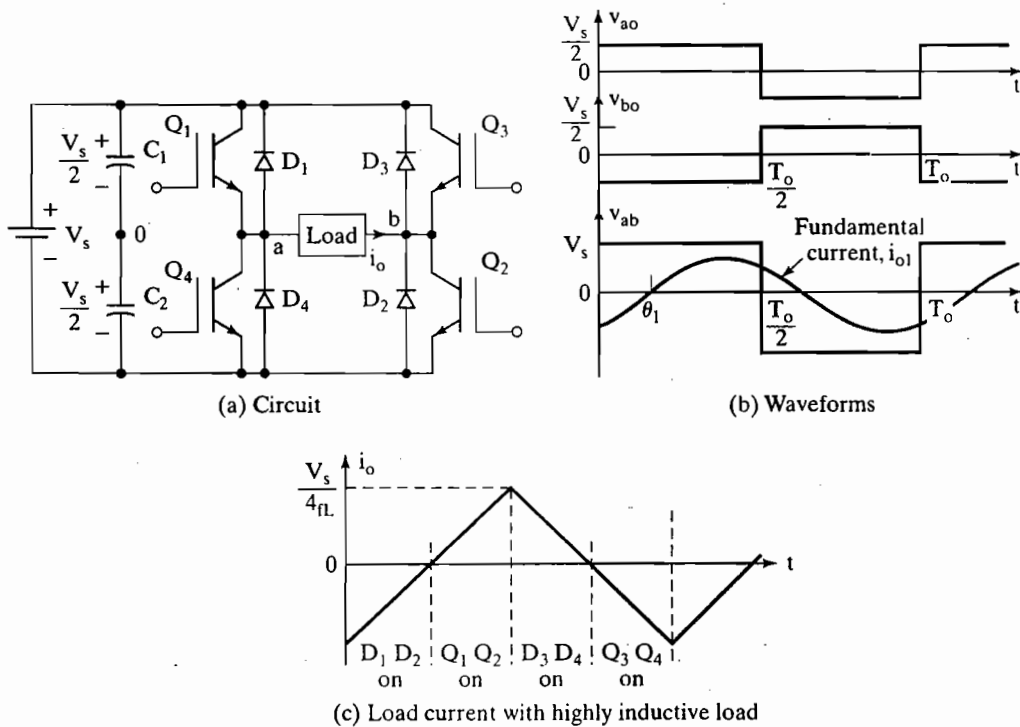 V_s/2 + − C_1
Q_1
D_1
D_3
Q_3
+ V_s −
0
a
Load
i_o
b
V_s/2 + − C_2
Q_4
D_4
D_2
Q_2
(a) Circuit
v_ao
V_s/2
0
t
v_bo
V_s/2
0
T_o/2
T_o
t
v_ab
V_s
Fundamental
current, i_o1
0
θ_1
T_o/2
T_o
t
(b) Waveforms
i_o
V_s/4fL
0
t
D_1 D_2
on
Q_1 Q_2
on
D_3 D_4
on
Q_3 Q_4
on
(c) Load current with highly inductive load